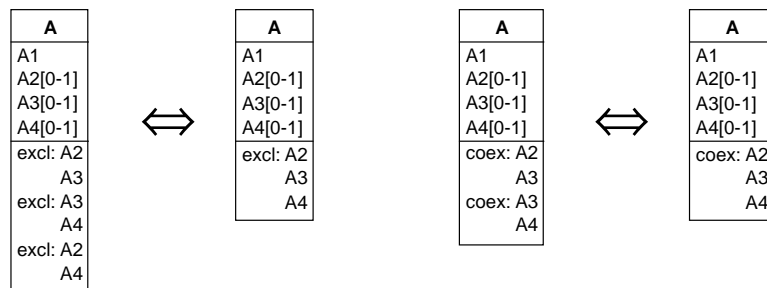 A
A1
A2[0-1]
A3[0-1]
A4[0-1]
excl: A2
A3
excl: A3
A4
excl: A2
A4
A
A1
A2[0-1]
A3[0-1]
A4[0-1]
excl: A2
A3
A4
A
A1
A2[0-1]
A3[0-1]
A4[0-1]
coex: A2
A3
coex: A3
A4
A
A1
A2[0-1]
A3[0-1]
A4[0-1]
coex: A2
A3
A4